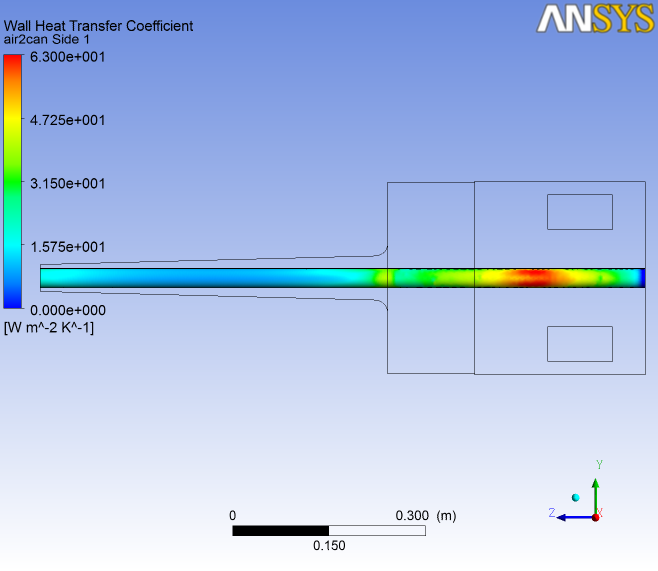 Wall Heat Transfer Coefficient
air2can Side 1
ANSYS
6.300e+001
4.725e+001
3.150e+001
1.575e+001
0.000e+000
[W m^-2 K^-1]
Y
Z
X
0
0.300
(m)
0.150